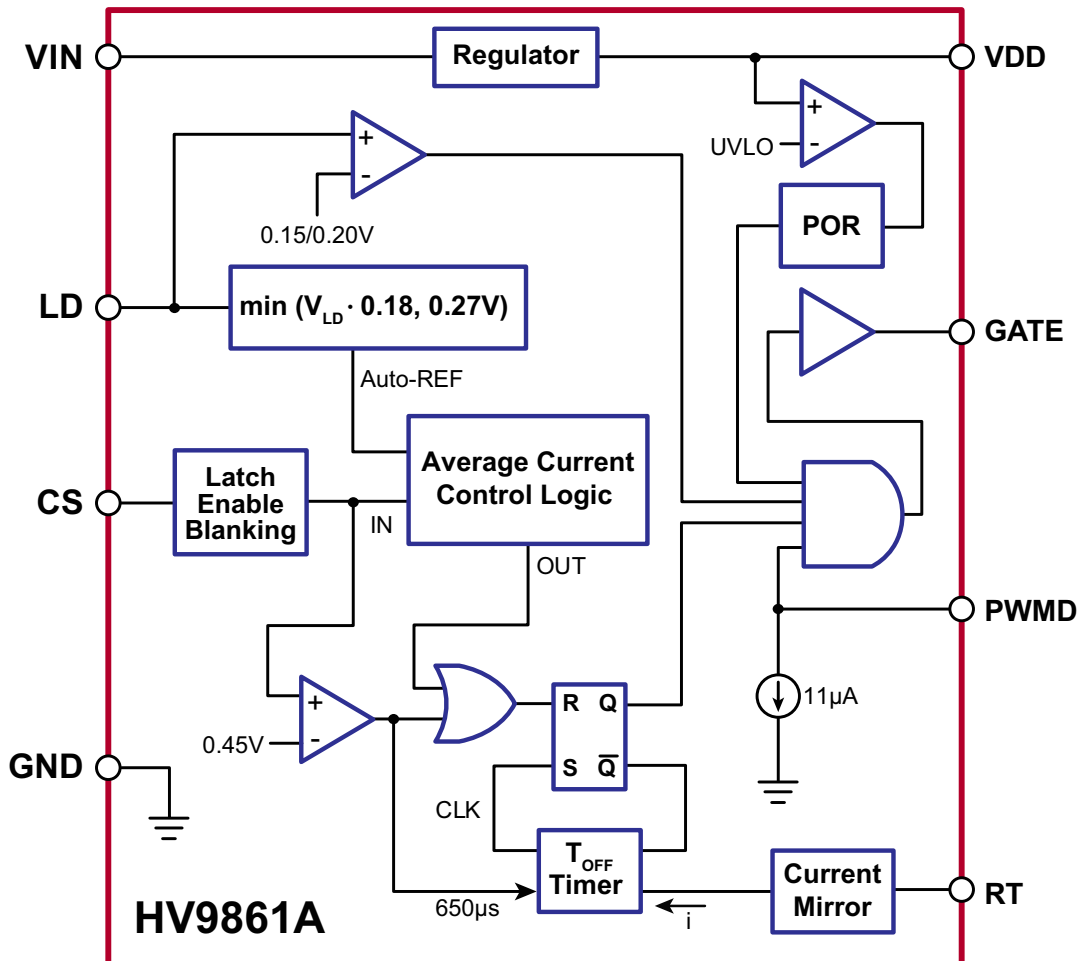 VIN
Regulator
VDD
+
-
UVLO
+
-
0.15/0.20V
POR
LD
min (VLD · 0.18, 0.27V)
GATE
Auto-REF
Average Current
Control Logic
CS
Latch
Enable
Blanking
IN
OUT
PWMD
11µA
+
-
0.45V
R Q
S Q̅
GND
CLK
TOFF
Timer
650µs
i
Current
Mirror
RT
HV9861A